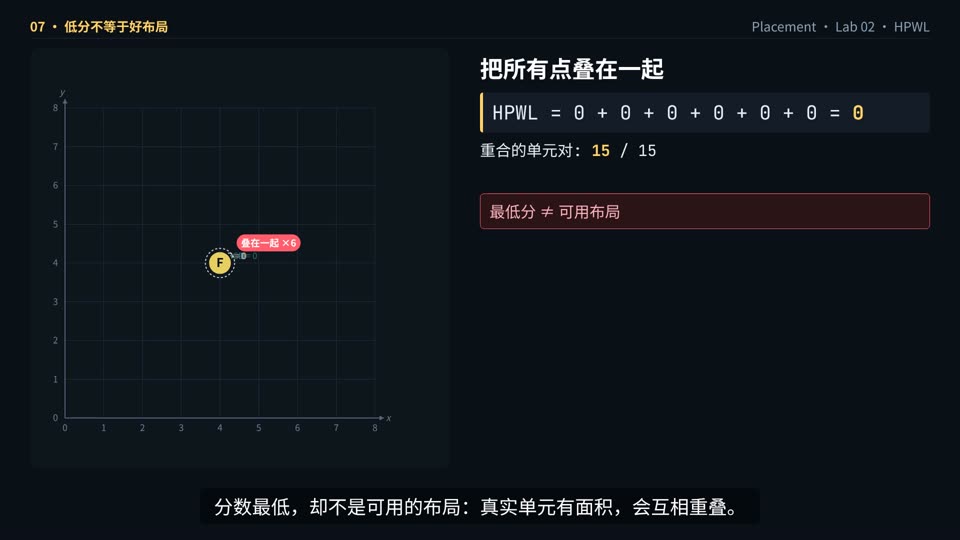 07 • 低分不等于好布局
Placement • Lab 02 • HPWL
把所有点叠在一起
HPWL = 0 + 0 + 0 + 0 + 0 + 0 = 0
重合的单元对: 15 / 15
最低分 ≠ 可用布局
y
8
7
6
5
4
3
2
1
0
叠在一起 ×6
F
0
0 1 2 3 4 5 6 7 8
x
分数最低，却不是可用的布局：真实单元有面积，会互相重叠。